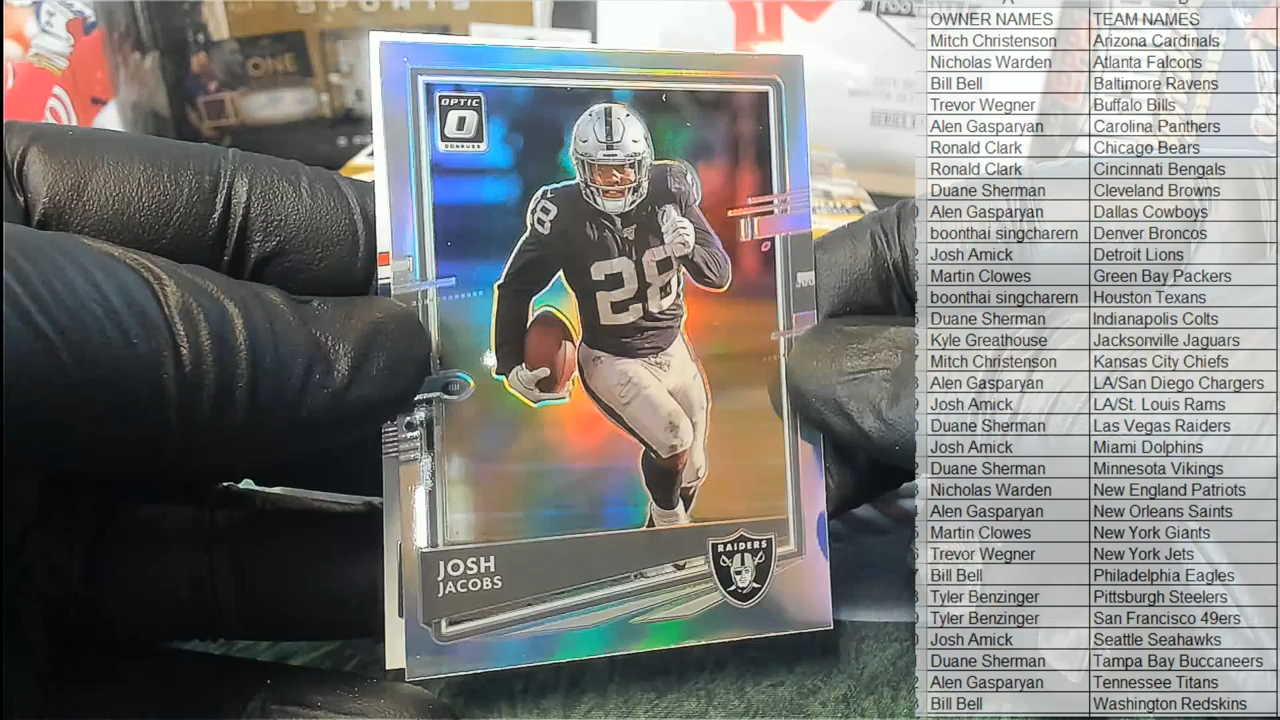 OPTIC
DONRUSS
ONE
28
28
JOSH
JACOBS
RAIDERS
OWNER NAMES TEAM NAMES
Mitch Christenson Arizona Cardinals
Nicholas Warden Atlanta Falcons
Bill Bell Baltimore Ravens
Trevor Wegner Buffalo Bills
Alen Gasparyan Carolina Panthers
Ronald Clark Chicago Bears
Ronald Clark Cincinnati Bengals
Duane Sherman Cleveland Browns
Alen Gasparyan Dallas Cowboys
boonthai singcharern Denver Broncos
Josh Amick Detroit Lions
Martin Clowes Green Bay Packers
boonthai singcharern Houston Texans
Duane Sherman Indianapolis Colts
Kyle Greathouse Jacksonville Jaguars
Mitch Christenson Kansas City Chiefs
Alen Gasparyan LA/San Diego Chargers
Josh Amick LA/St. Louis Rams
Duane Sherman Las Vegas Raiders
Josh Amick Miami Dolphins
Duane Sherman Minnesota Vikings
Nicholas Warden New England Patriots
Alen Gasparyan New Orleans Saints
Martin Clowes New York Giants
Trevor Wegner New York Jets
Bill Bell Philadelphia Eagles
Tyler Benzinger Pittsburgh Steelers
Tyler Benzinger San Francisco 49ers
Josh Amick Seattle Seahawks
Duane Sherman Tampa Bay Buccaneers
Alen Gasparyan Tennessee Titans
Bill Bell Washington Redskins